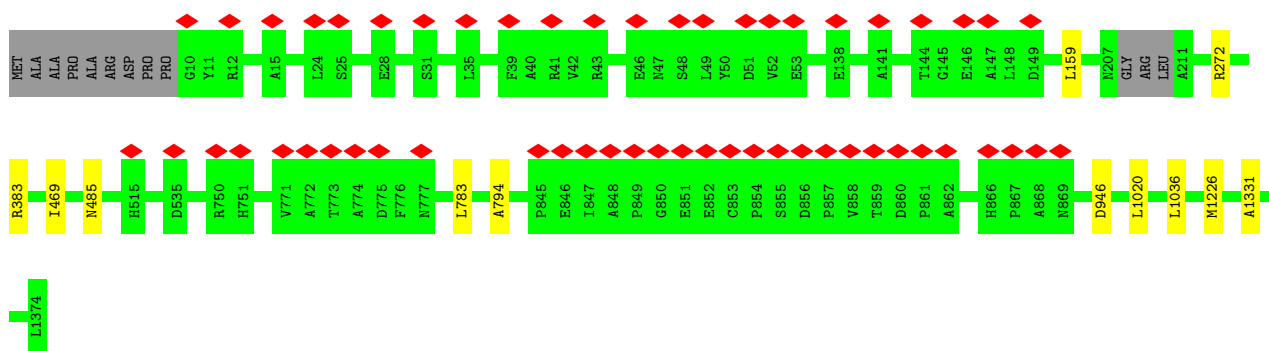 MET ALA ALA PRO ALA ARG ASP PRO PRO G10 Y11 R12 A15 L24 S25 E28 S31 L35 F39 A40 R41 V42 R43 E46 N47 S48 L49 Y50 D51 V52 E53 E138 A141 T144 G145 E146 A147 L148 D149 L159 N207 GLY ARG LEU A211 R272
R383 I469 N485 H515 D535 R750 H751 V771 A772 T773 A774 D775 F776 N777 L783 A794 P845 E846 I847 A848 P849 G850 E851 E852 C853 P854 S855 D856 P857 V858 T859 D860 P861 A862 H866 P867 A868 N869 D946 L1020 L1036 M1226 A1331
L1374